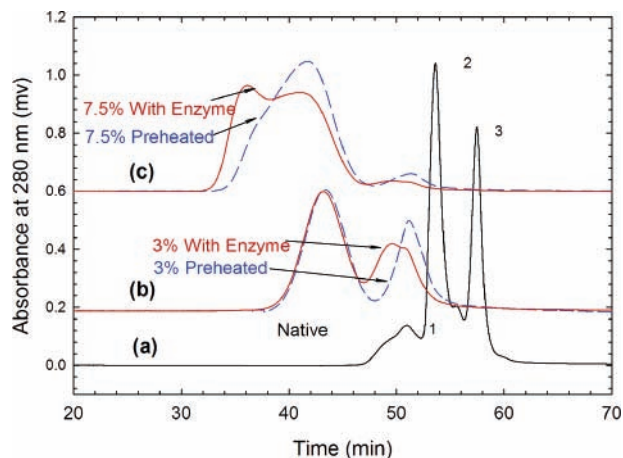 1.2
1.0
0.8
0.6
0.4
0.2
0.0
Absorbance at 280 nm (mv)
2
3
7.5% With Enzyme
7.5% Preheated
(c)
3% With Enzyme
3% Preheated
(b)
Native
1
(a)
20 30 40 50 60 70
Time (min)